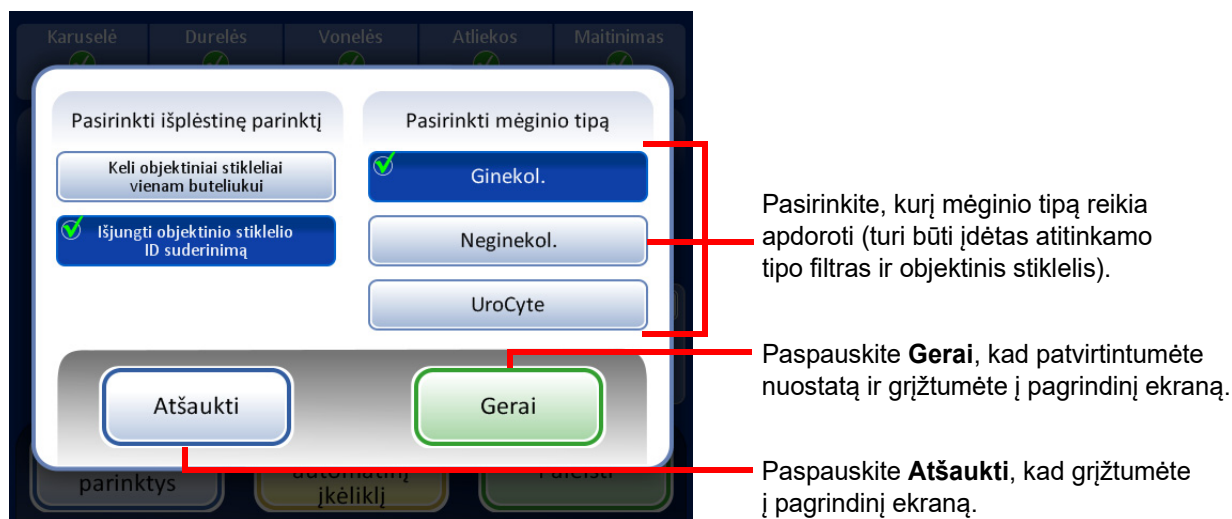 Karuselė Durelės Vonelės Atliekos Maitinimas
Pasirinkti išplėstinę parinktį
Keli objektiniai stikleliai
vienam buteliukui
Išjungti objektinio stiklelio
ID suderinimą
Pasirinkti mėginio tipą
Ginekol.
Neginekol.
UroCyte
Atšaukti
Gerai
parinktys
automatinį
įkėliklį
Paleisti
Pasirinkite, kurį mėginio tipą reikia
apdoroti (turi būti įdėtas atitinkamo
tipo filtras ir objektinis stiklelis).
Paspauskite Gerai, kad patvirtintumėte
nuostatą ir grįžtumėte į pagrindinį ekraną.
Paspauskite Atšaukti, kad grįžtumėte
į pagrindinį ekraną.